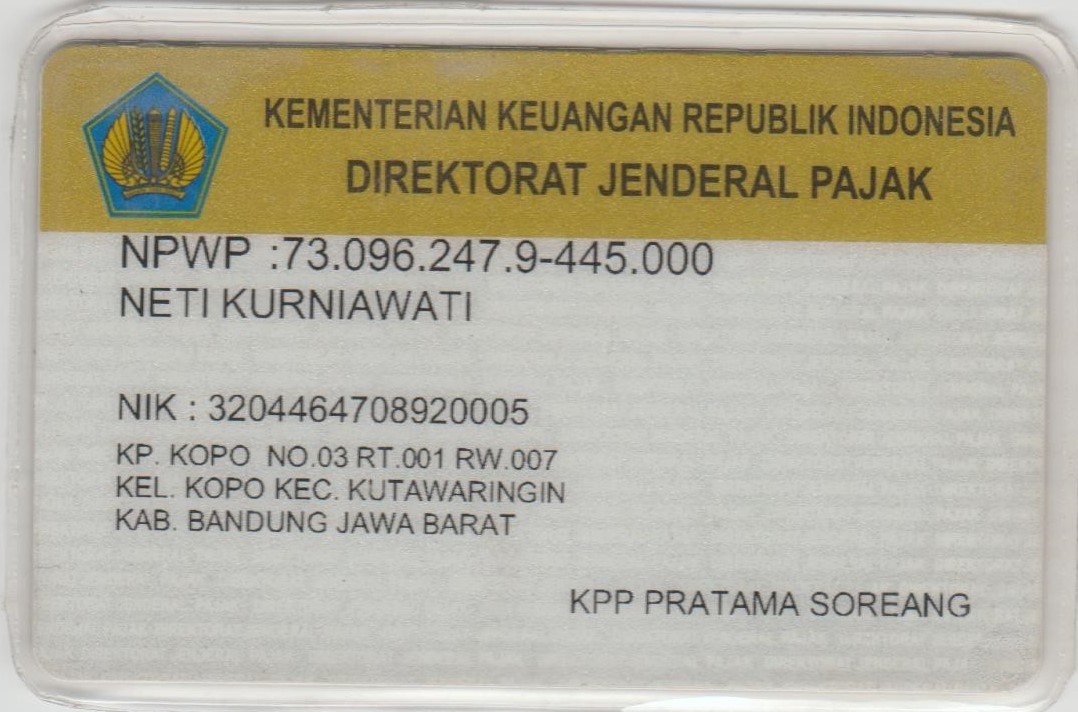 KEMENTERIAN KEUANGAN REPUBLIK INDONESIA
DIREKTORAT JENDERAL PAJAK
NPWP :73.096.247.9-445.000
NETI KURNIAWATI
NIK : 3204464708920005
KP. KOPO NO.03 RT.001 RW.007
KEL. KOPO KEC. KUTAWARINGIN
KAB. BANDUNG JAWA BARAT
KPP PRATAMA SOREANG